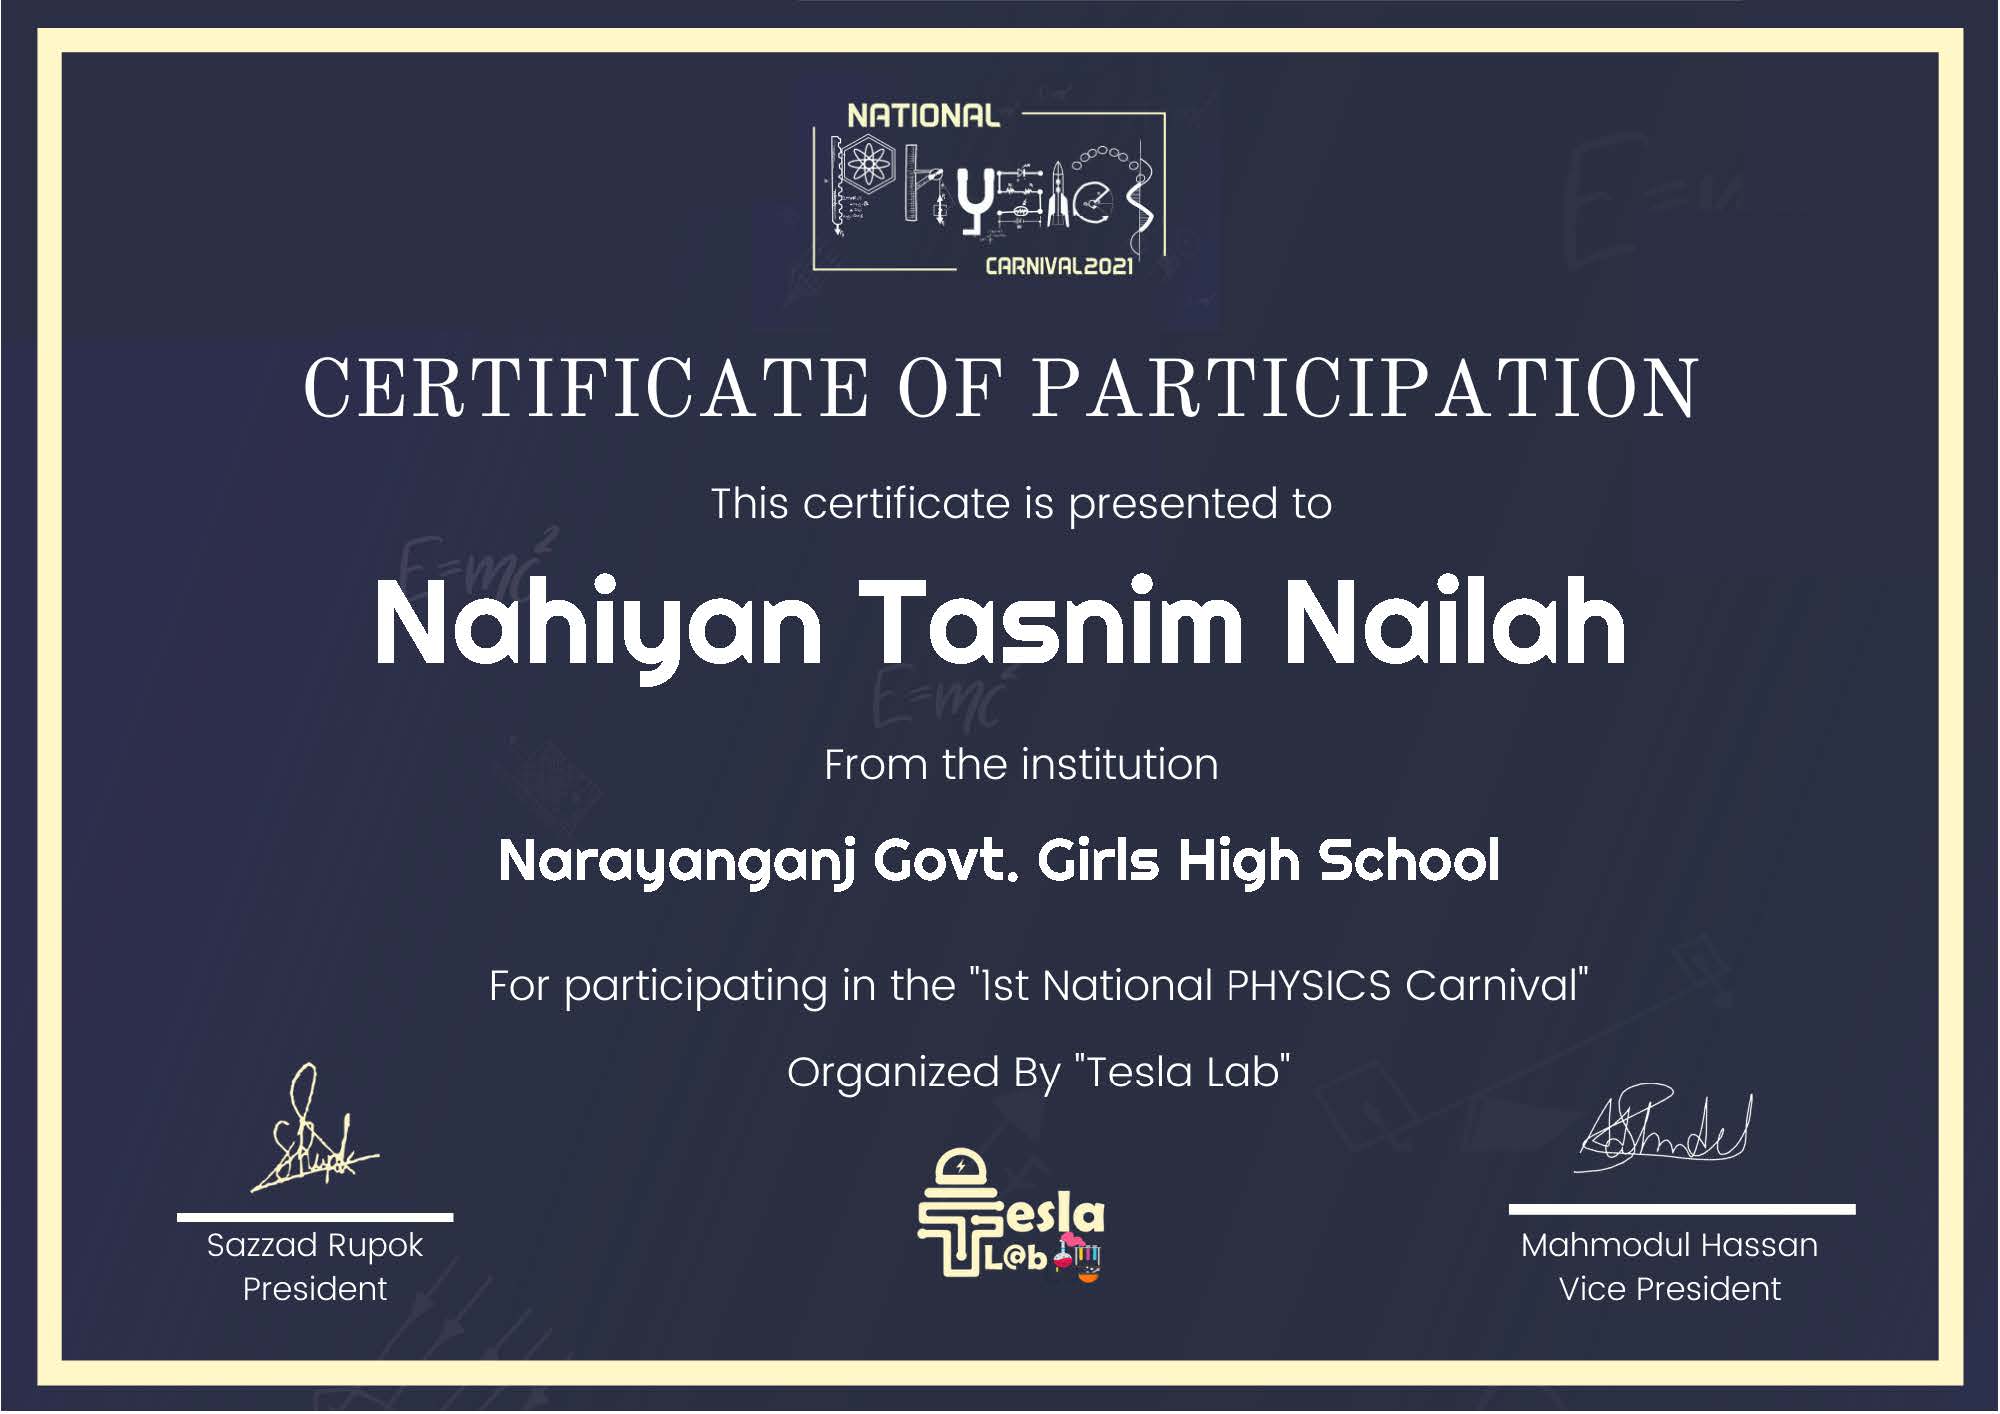 NATIONAL
Physics
CARNIVAL2021
CERTIFICATE OF PARTICIPATION
This certificate is presented to
E=mc²
Nahiyan Tasnim Nailah
E=mc²
From the institution
Narayanganj Govt. Girls High School
For participating in the "1st National PHYSICS Carnival"
Organized By "Tesla Lab"
Tesla
L@b
Sazzad Rupok
President
Mahmodul Hassan
Vice President